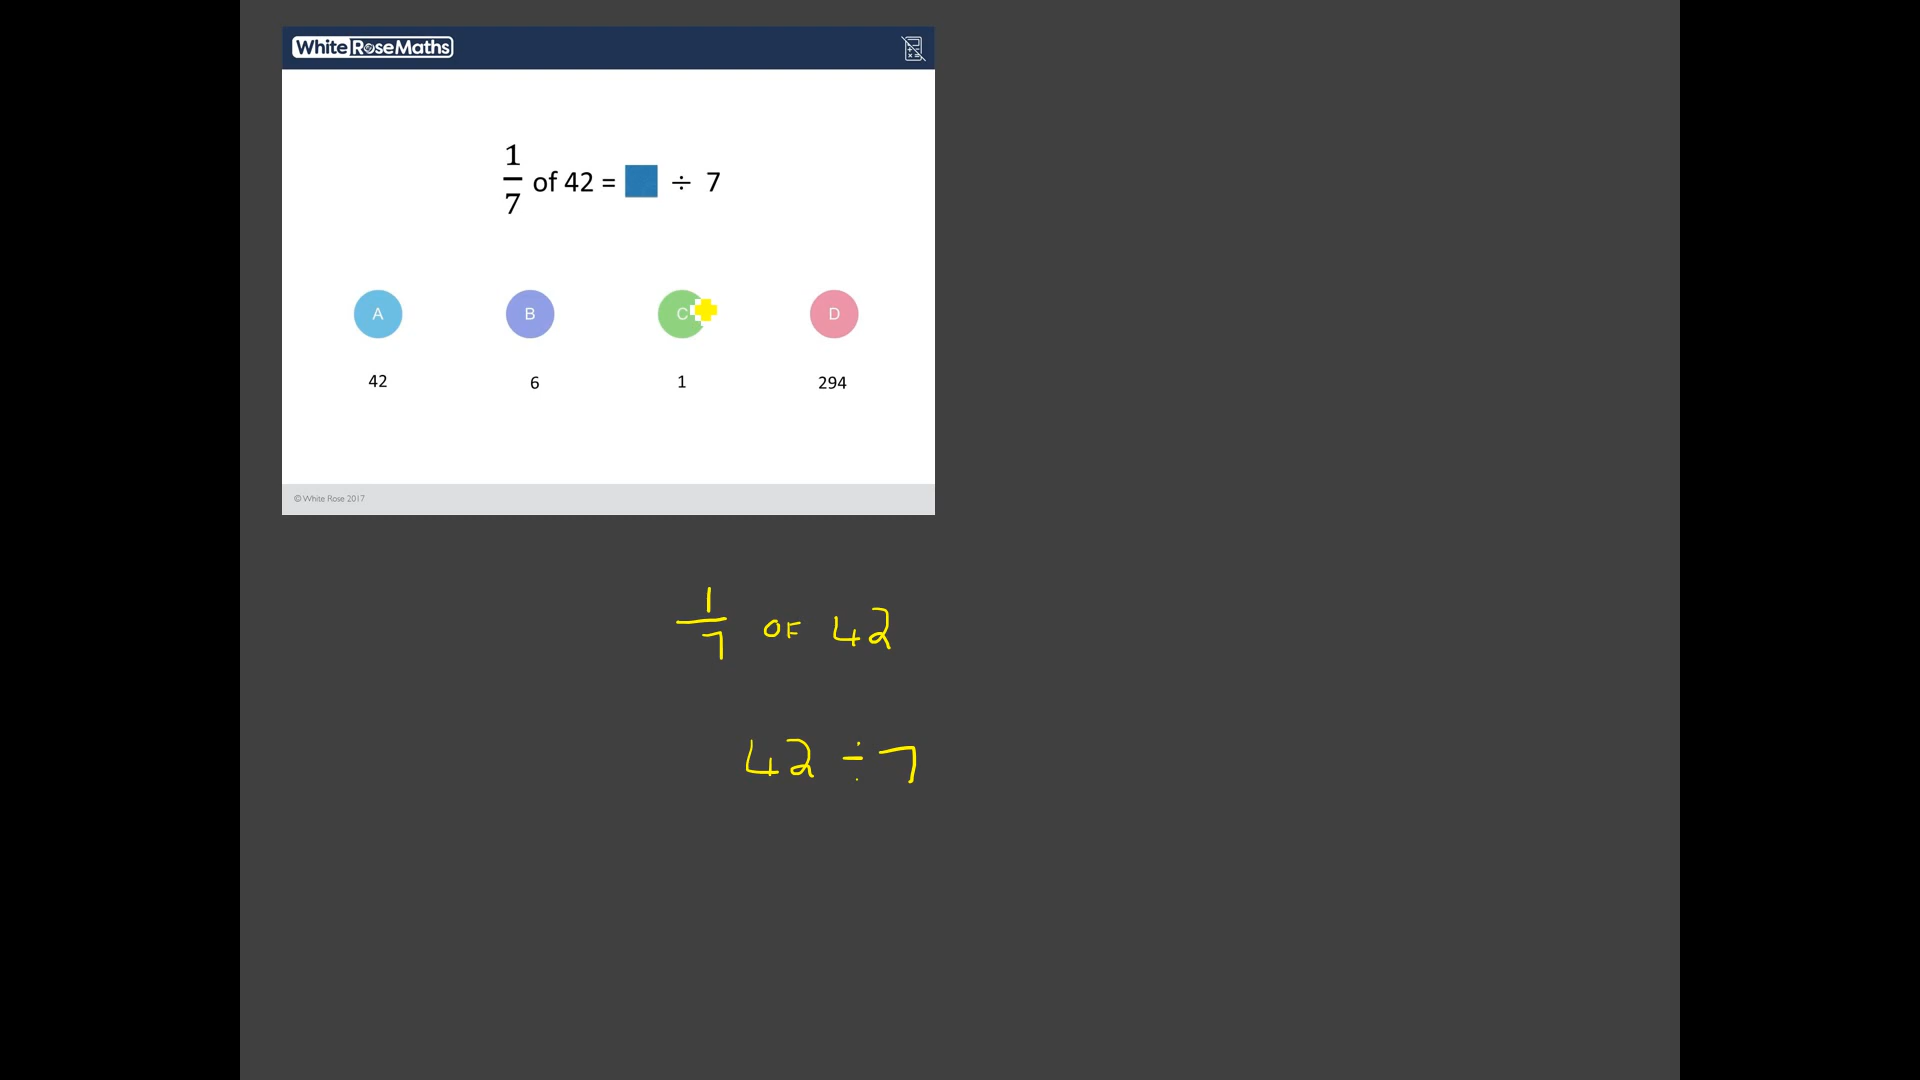 WhiteRoseMaths
1/7 of 42 = ÷ 7
A B C D
42 6 1 294
© White Rose 2017
1/7 OF 42
42 ÷ 7